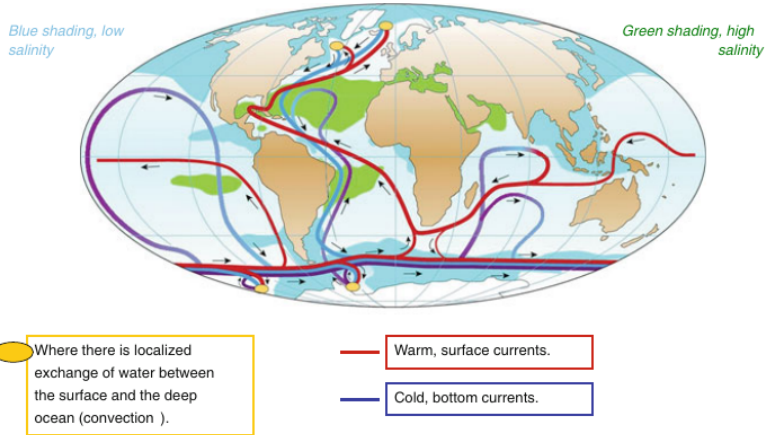 Blue shading, low
salinity
Green shading, high
salinity
Where there is localized
exchange of water between
the surface and the deep
ocean (convection ).
Warm, surface currents.
Cold, bottom currents.